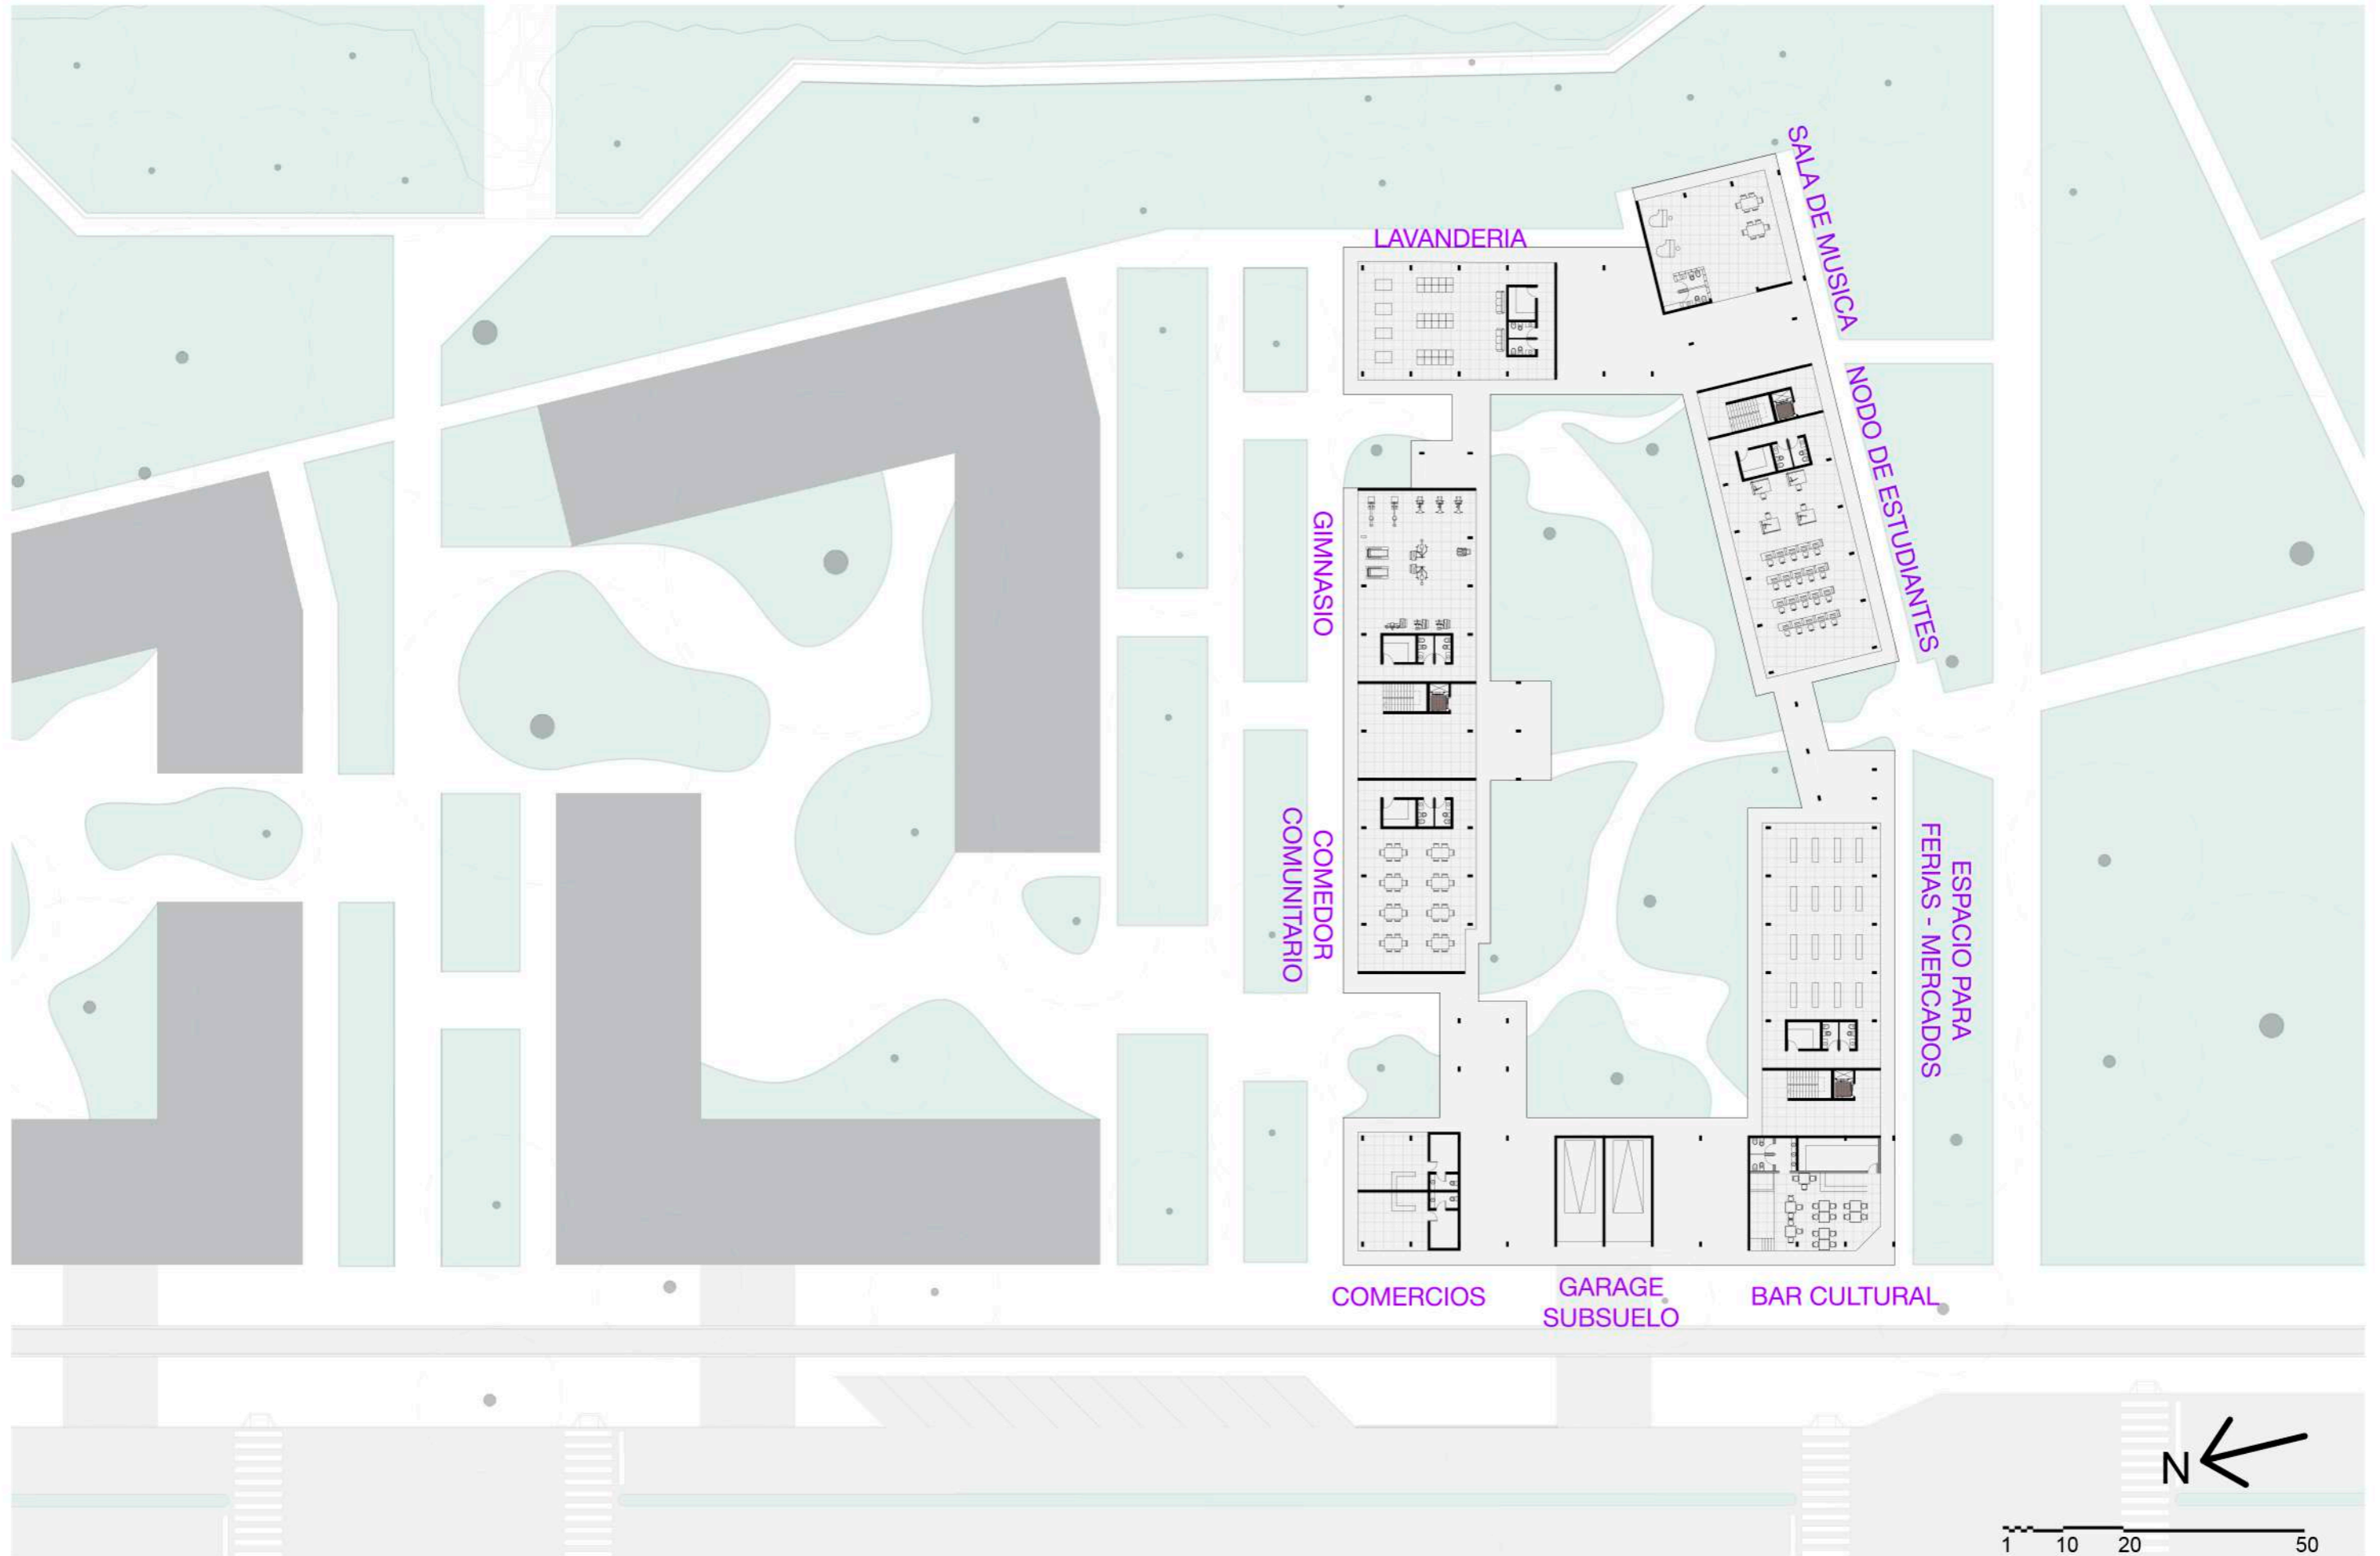 SALA DE MUSICA
LAVANDERIA
NODO DE ESTUDIANTES
GIMNASIO
COMEDOR
COMUNITARIO
ESPACIO PARA
FERIAS - MERCADOS
COMERCIOS
GARAGE
SUBSUELO
BAR CULTURAL
N
1 10 20 50